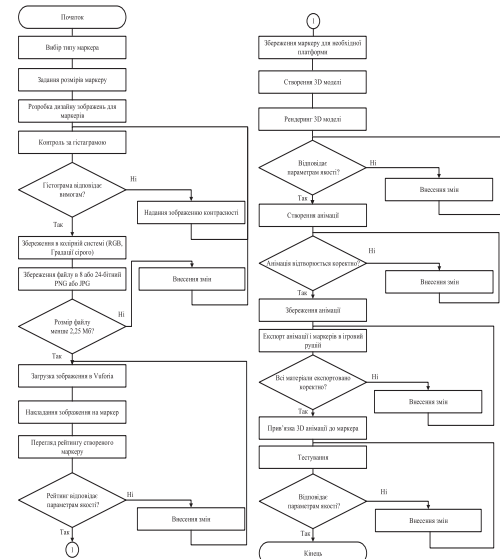 Початок
Вибір типу маркера
Задання розмірів маркеру
Розробка дизайну зображень для
маркерів
Контроль за гістаграмою
Гістограма відповідає
вимогам?
Ні
Так
Надання зображенню контрасності
Збереження в колірній системі (RGB,
Градації сірого)
Збереження файлу в 8 або 24-бітний
PNG або JPG
Внесення змін
Розмір файлу
менше 2,25 Мб?
Ні
Так
Загрузка зображення в Vuforia
Накладання зображення на маркер
Перегляд рейтингу створеного
маркеру
Рейтинг відповідає
параметрам якості?
Ні
Внесення змін
Так
1
1
Збереження маркеру для необхідної
платформи
Створення 3D моделі
Рендеринг 3D моделі
Відповідає
параметрам якості?
Ні
Внесення змін
Так
Створення анімації
Анімація відтворюється коректно?
Ні
Внесення змін
Так
Збереження анімації
Експорт анімації і маркерів в ігровий
рушій
Всі матеріали експортовано
коректно?
Ні
Внесення змін
Так
Прив’язка 3D анімації до маркера
Тестування
Відповідає
параметрам якості?
Ні
Внесення змін
Так
Кінець